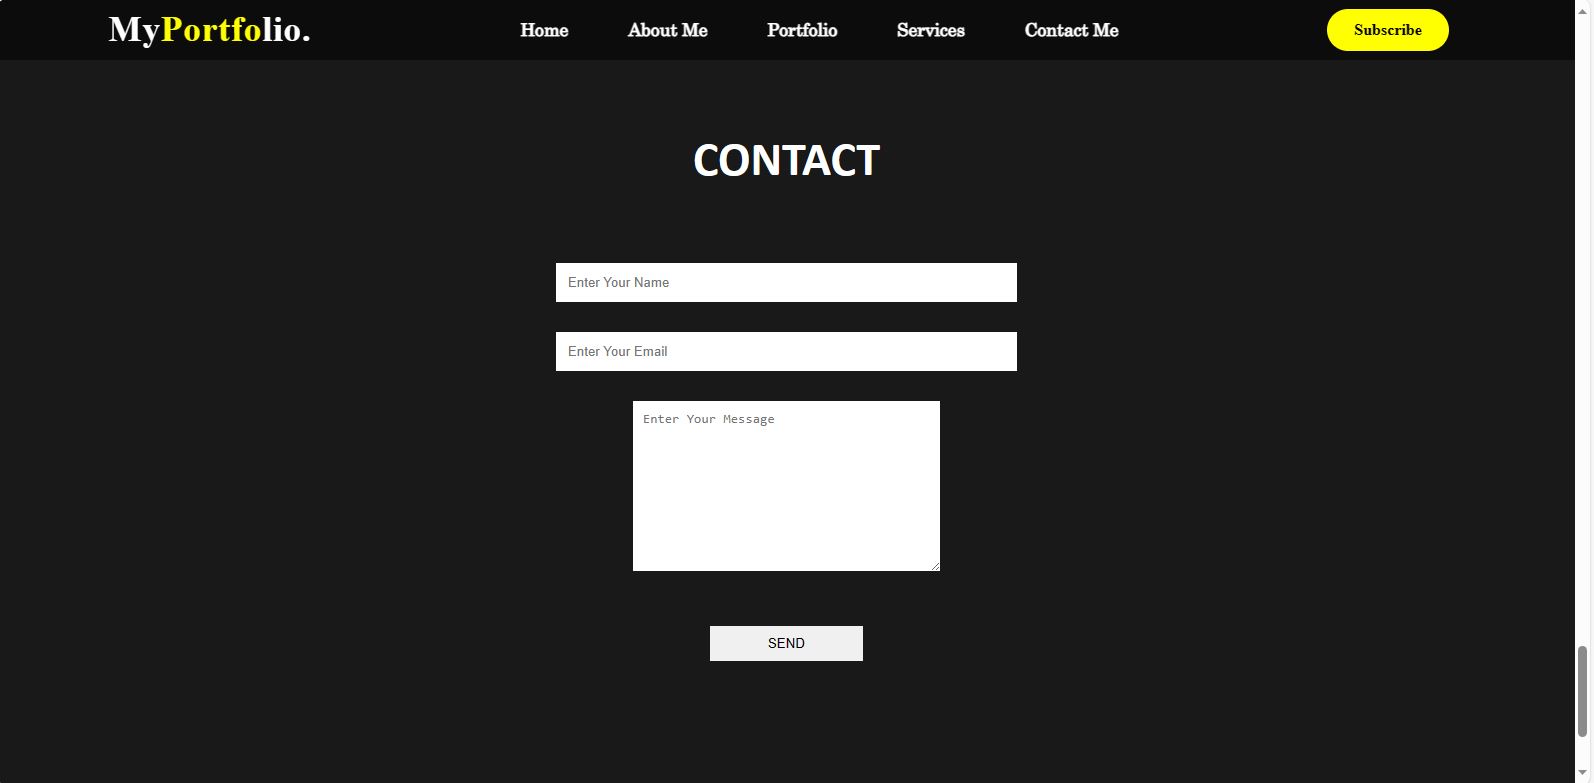 MyPortfolio. Home About Me Portfolio Services Contact Me Subscribe
CONTACT
Enter Your Name
Enter Your Email
Enter Your Message
SEND